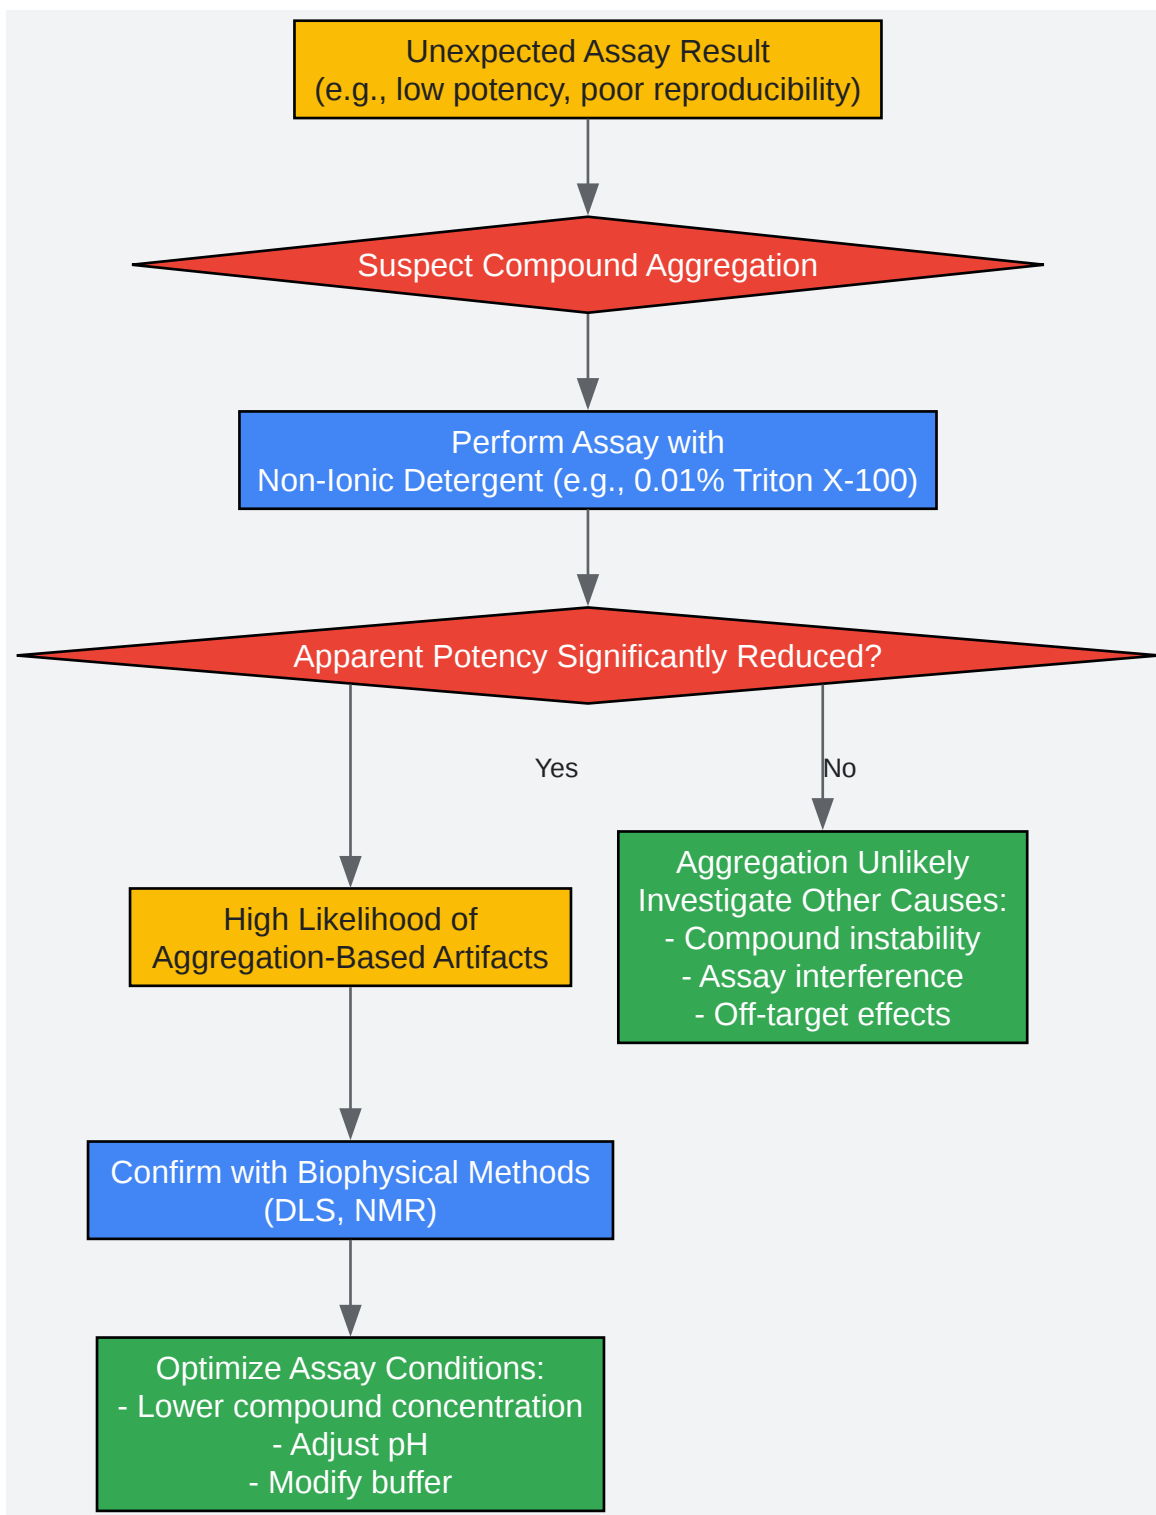 Unexpected Assay Result
(e.g., low potency, poor reproducibility)
Suspect Compound Aggregation
Perform Assay with
Non-Ionic Detergent (e.g., 0.01% Triton X-100)
Apparent Potency Significantly Reduced?
Yes
No
Aggregation Unlikely
Investigate Other Causes:
- Compound instability
- Assay interference
- Off-target effects
High Likelihood of
Aggregation-Based Artifacts
Confirm with Biophysical Methods
(DLS, NMR)
Optimize Assay Conditions:
- Lower compound concentration
- Adjust pH
- Modify buffer